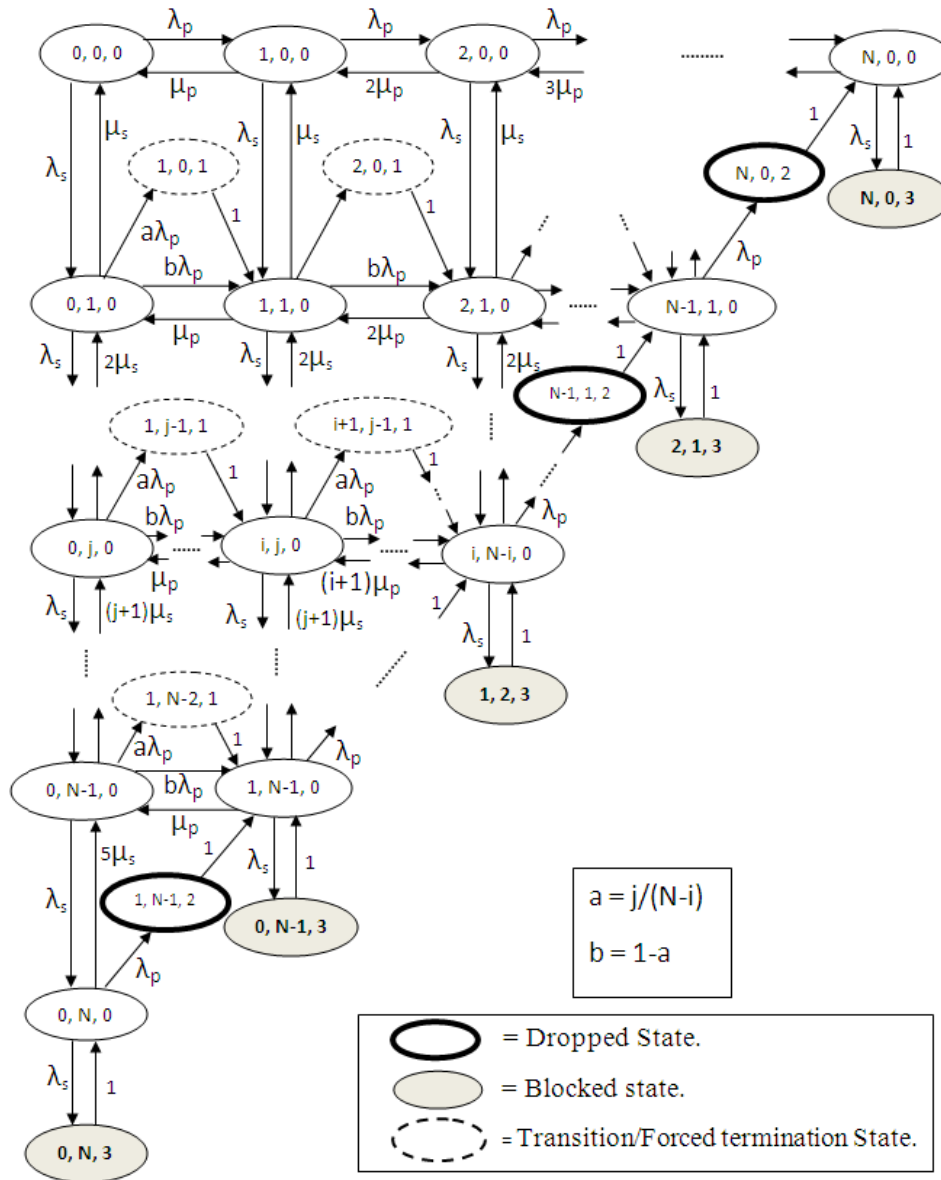 λp λp λp
0, 0, 0 1, 0, 0 2, 0, 0 ........ N, 0, 0
μp 2μp 3μp
λs μs λs μs λs μs 1 λs 1
1, 0, 1 2, 0, 1 N, 0, 2 N, 0, 3
1 1
aλp λp
bλp bλp
0, 1, 0 1, 1, 0 2, 1, 0 ...... N-1, 1, 0
μp 2μp
λs 2μs λs 2μs λs 2μs 1 λs 1
N-1, 1, 2
1, j-1, 1 i+1, j-1, 1 2, 1, 3
1 1
aλp aλp λp
bλp bλp
0, j, 0 ...... i, j, 0 ...... i, N-i, 0
μp (i+1)μp
λs (j+1)μs λs (j+1)μs 1 λs 1
1, N-2, 1 1, 2, 3
aλp 1 λp
0, N-1, 0 bλp 1, N-1, 0
μp
5μs 1 λs 1
λs 1, N-1, 2 0, N-1, 3
λp
0, N, 0
λs 1
0, N, 3
a = j/(N-i)
b = 1-a
= Dropped State.
= Blocked state.
= Transition/Forced termination State.